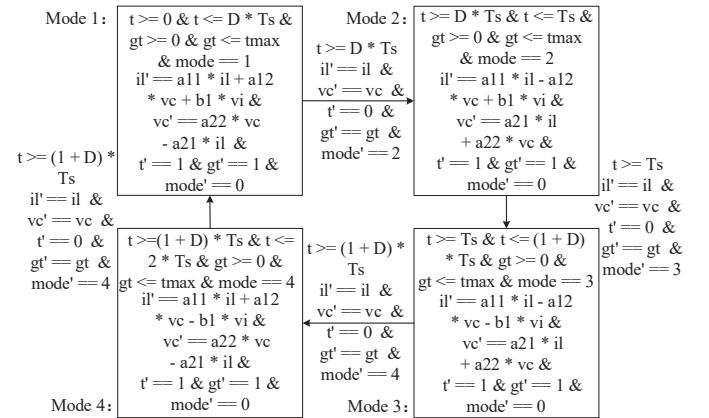 Mode 1:
t >= 0 & t <= D * Ts &
gt >= 0 & gt <= tmax
& mode == 1
il' == a11 * il + a12
* vc + b1 * vi &
vc' == a22 * vc
- a21 * il &
t' == 1 & gt' == 1 &
mode' == 0
t >= D * Ts
il' == il &
vc' == vc &
t' == 0 &
gt' == gt &
mode' == 2
Mode 2:
t >= D * Ts & t <= Ts &
gt >= 0 & gt <= tmax
& mode == 2
il' == a11 * il - a12
* vc + b1 * vi &
vc' == a21 * il
+ a22 * vc &
t' == 1 & gt' == 1 &
mode' == 0
t >= Ts
il' == il &
vc' == vc &
t' == 0 &
gt' == gt &
mode' == 3
t >= Ts & t <= (1 + D)
* Ts & gt >= 0 &
gt <= tmax & mode == 3
il' == a11 * il - a12
* vc - b1 * vi &
vc' == a21 * il
+ a22 * vc &
t' == 1 & gt' == 1 &
mode' == 0
Mode 3:
t >= (1 + D) *
Ts
il' == il &
vc' == vc &
t' == 0 &
gt' == gt &
mode' == 4
t >=(1 + D) * Ts & t <=
2 * Ts & gt >= 0 &
gt <= tmax & mode == 4
il' == a11 * il + a12
* vc - b1 * vi &
vc' == a22 * vc
- a21 * il &
t' == 1 & gt' == 1 &
mode' == 0
Mode 4:
t >= (1 + D) *
Ts
il' == il &
vc' == vc &
t' == 0 &
gt' == gt &
mode' == 4